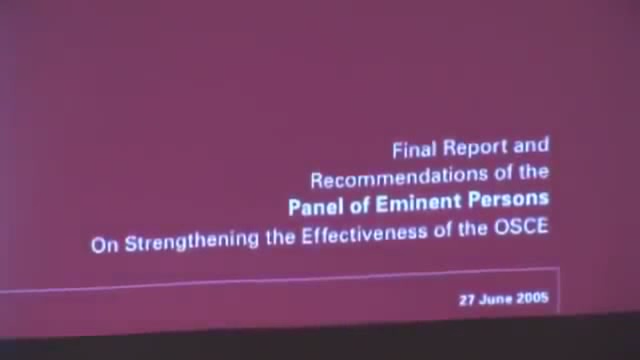 Final Report and
Recommendations of the
Panel of Eminent Persons
On Strengthening the Effectiveness of the OSCE
27 June 2005